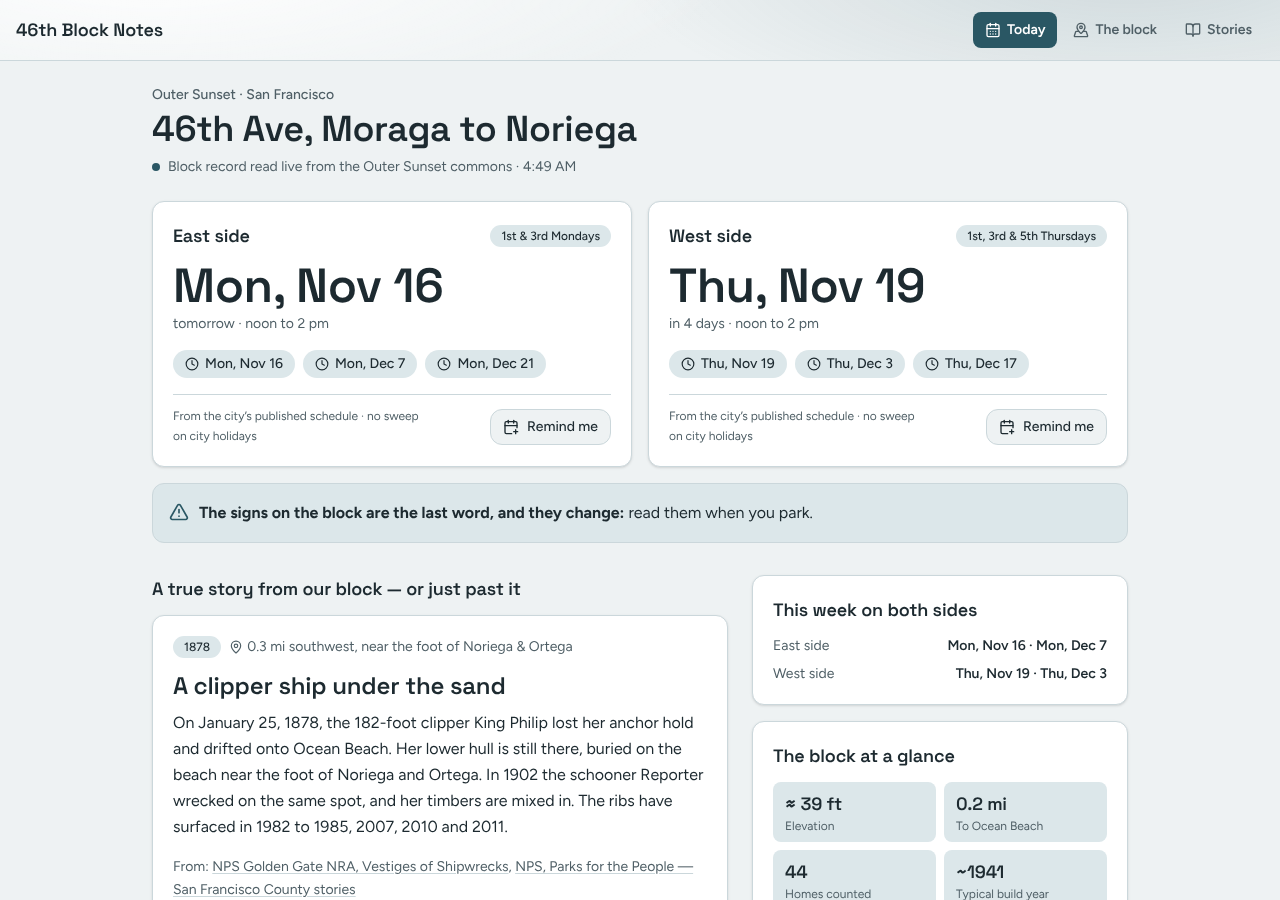 46th Block Notes
Today
The block
Stories
Outer Sunset · San Francisco
46th Ave, Moraga to Noriega
Block record read live from the Outer Sunset commons · 4:49 AM
East side
1st & 3rd Mondays
Mon, Nov 16
tomorrow · noon to 2 pm
Mon, Nov 16
Mon, Dec 7
Mon, Dec 21
From the city's published schedule · no sweep
on city holidays
Remind me
West side
1st, 3rd & 5th Thursdays
Thu, Nov 19
in 4 days · noon to 2 pm
Thu, Nov 19
Thu, Dec 3
Thu, Dec 17
From the city's published schedule · no sweep
on city holidays
Remind me
The signs on the block are the last word, and they change: read them when you park.
A true story from our block — or just past it
1878
0.3 mi southwest, near the foot of Noriega & Ortega
A clipper ship under the sand
On January 25, 1878, the 182-foot clipper King Philip lost her anchor hold
and drifted onto Ocean Beach. Her lower hull is still there, buried on the
beach near the foot of Noriega and Ortega. In 1902 the schooner Reporter
wrecked on the same spot, and her timbers are mixed in. The ribs have
surfaced in 1982 to 1985, 2007, 2010 and 2011.
From: NPS Golden Gate NRA, Vestiges of Shipwrecks, NPS, Parks for the People —
San Francisco County stories
This week on both sides
East side
Mon, Nov 16 · Mon, Dec 7
West side
Thu, Nov 19 · Thu, Dec 3
The block at a glance
≈ 39 ft
Elevation
0.2 mi
To Ocean Beach
44
Homes counted
~1941
Typical build year